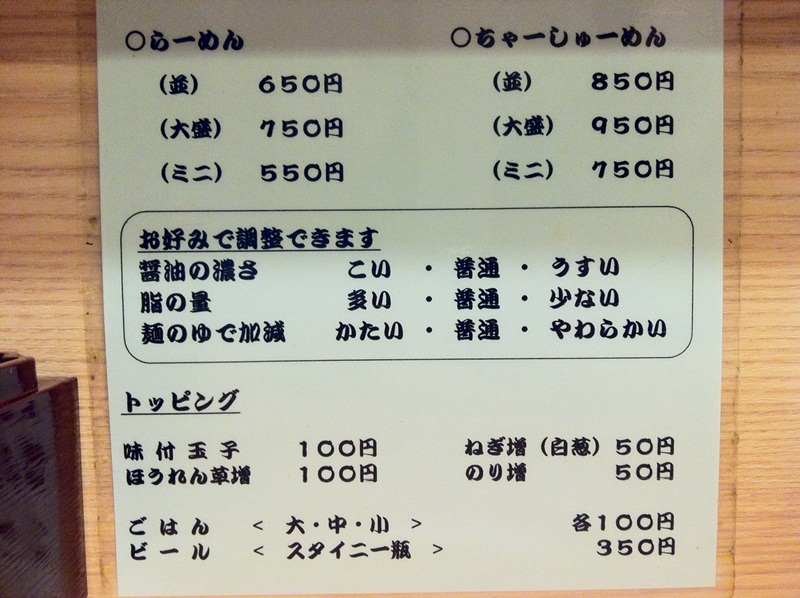 ○らーめん ○ちゃーしゅーめん
(並) 650円 (並) 850円
(大盛) 750円 (大盛) 950円
(ミニ) 550円 (ミニ) 750円
お好みで調整できます
醤油の濃さ こい ・ 普通 ・ うすい
脂の量 多い ・ 普通 ・少ない
麺のゆで加減 かたい ・ 普通 ・ やわらかい
トッピング
味付玉子 100円 ねぎ増(白葱)50円
ほうれん草増 100円 のり増 50円
ごはん < 大・中・小 > 各100円
ビール < スタイニー瓶 > 350円